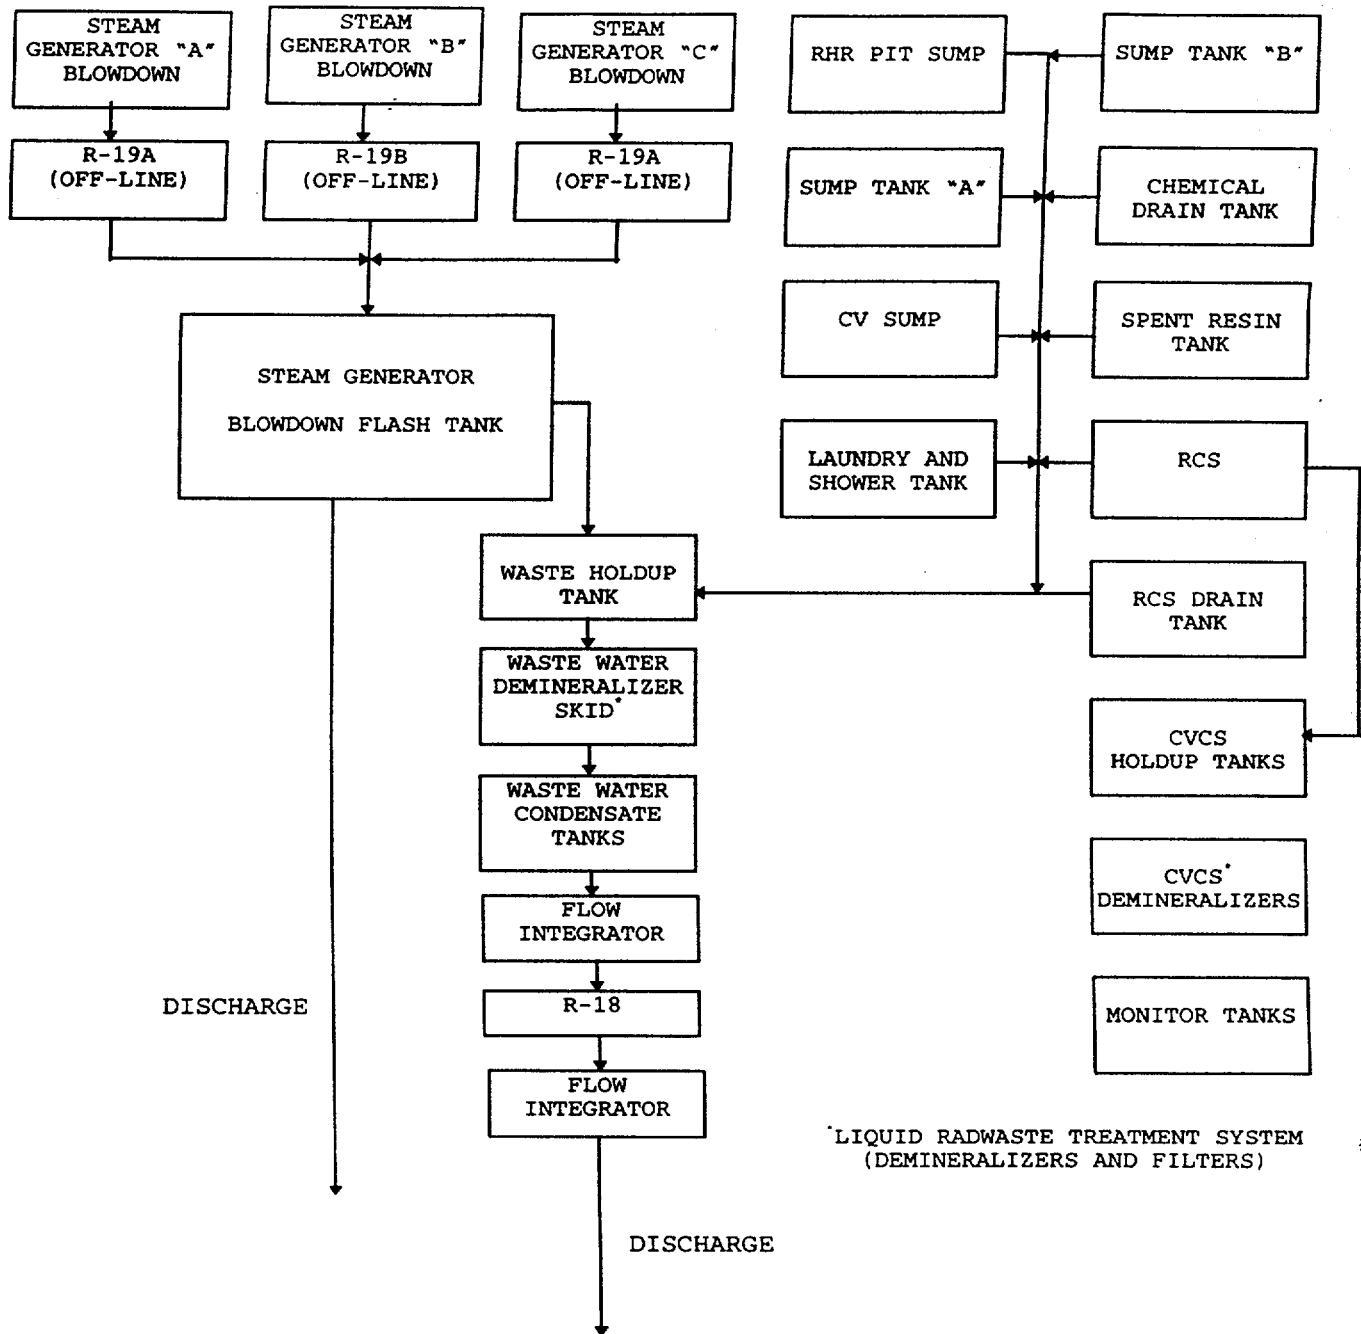 STEAM
GENERATOR "A"
BLOWDOWN
STEAM
GENERATOR "B"
BLOWDOWN
STEAM
GENERATOR "C"
BLOWDOWN
RHR PIT SUMP
SUMP TANK "B"
R-19A
(OFF-LINE)
R-19B
(OFF-LINE)
R-19A
(OFF-LINE)
SUMP TANK "A"
CHEMICAL
DRAIN TANK
CV SUMP
SPENT RESIN
TANK
STEAM GENERATOR
BLOWDOWN FLASH TANK
LAUNDRY AND
SHOWER TANK
RCS
WASTE HOLDUP
TANK
RCS DRAIN
TANK
WASTE WATER
DEMINERALIZER
SKID*
CVCS
HOLDUP TANKS
WASTE WATER
CONDENSATE
TANKS
CVCS*
DEMINERALIZERS
FLOW
INTEGRATOR
DISCHARGE
R-18
MONITOR TANKS
FLOW
INTEGRATOR
*LIQUID RADWASTE TREATMENT SYSTEM
(DEMINERALIZERS AND FILTERS)
DISCHARGE